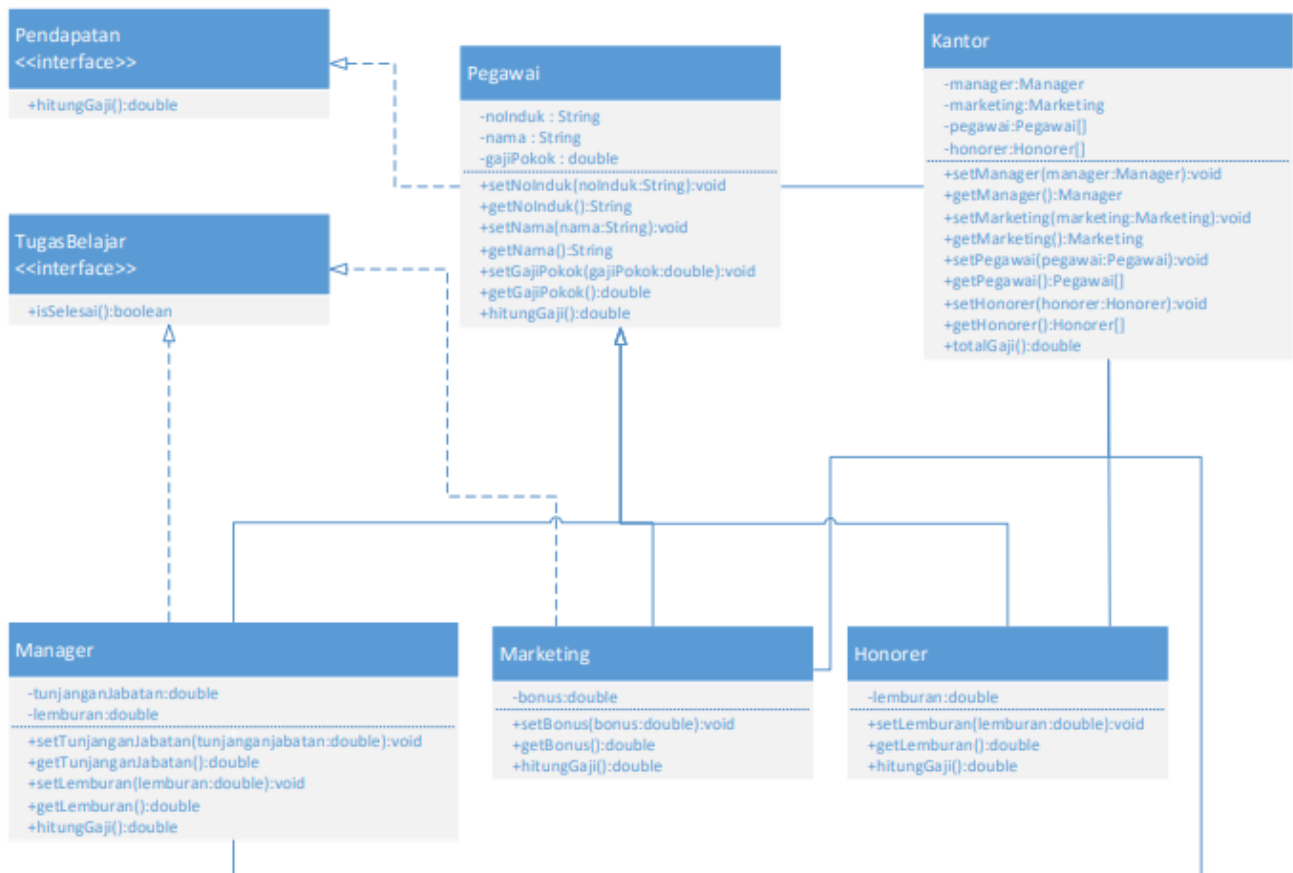 Pendapatan
<<interface>>
+hitungGaji():double
TugasBelajar
<<interface>>
+isSelesai():boolean
Pegawai
-noInduk : String
-nama : String
-gajiPokok : double
+setNoInduk(noInduk:String):void
+getNoInduk():String
+setNama(nama:String):void
+getNama():String
+setGajiPokok(gajiPokok:double):void
+getGajiPokok():double
+hitungGaji():double
Kantor
-manager:Manager
-marketing:Marketing
-pegawai:Pegawai[]
-honorer:Honorer[]
+setManager(manager:Manager):void
+getManager():Manager
+setMarketing(marketing:Marketing):void
+getMarketing():Marketing
+setPegawai(pegawai:Pegawai):void
+getPegawai():Pegawai[]
+setHonorer(honorer:Honorer):void
+getHonorer():Honorer[]
+totalGaji():double
Manager
-tunjanganJabatan:double
-lemburan:double
+setTunjanganJabatan(tunjanganjabatan:double):void
+getTunjanganJabatan():double
+setLemburan(lemburan:double):void
+getLemburan():double
+hitungGaji():double
Marketing
-bonus:double
+setBonus(bonus:double):void
+getBonus():double
+hitungGaji():double
Honorer
-lemburan:double
+setLemburan(lemburan:double):void
+getLemburan():double
+hitungGaji():double